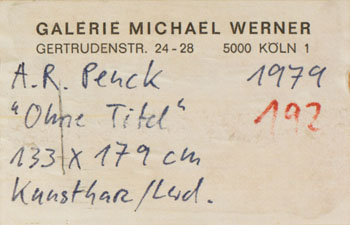 GALERIE MICHAEL WERNER
GERTRUDENSTR. 24-28 5000 KÖLN 1
A.R. Penck 1979
"Ohne Titel" 192
133 x 179 cm
Kunstharz/Lwd.